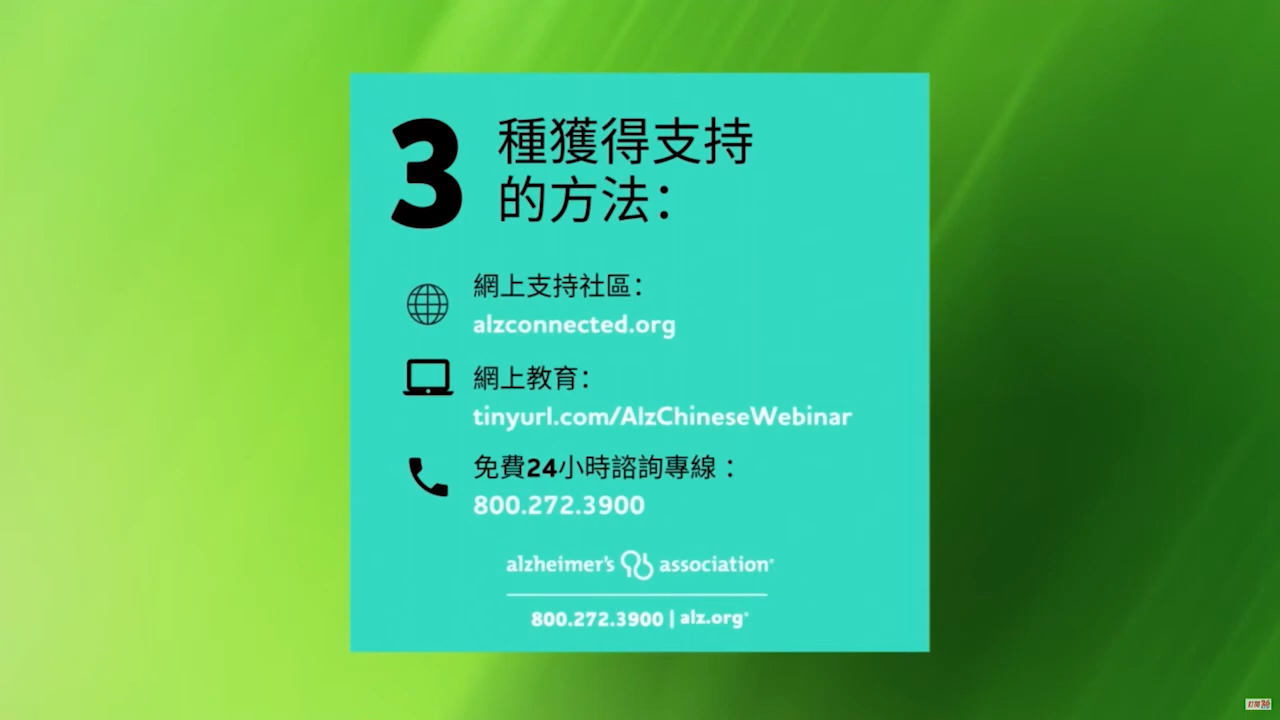 3 種獲得支持
的方法：
網上支持社區：
alzconnected.org
網上教育：
tinyurl.com/AlzChineseWebinar
免費24小時諮詢專線：
800.272.3900
alzheimer's association®
800.272.3900 | alz.org®
訂閱